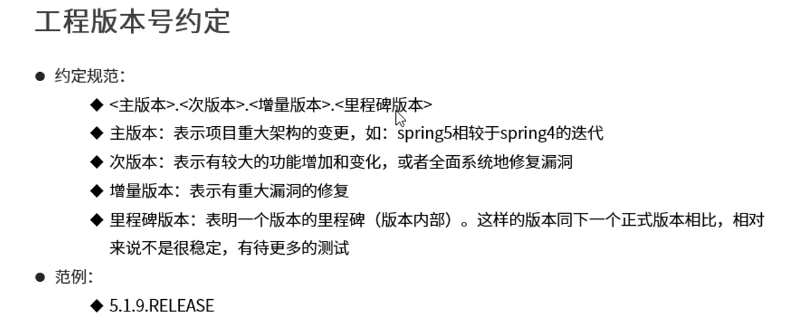 工程版本号约定
● 约定规范：
◆ <主版本>.<次版本>.<增量版本>.<里程碑版本>
◆ 主版本：表示项目重大架构的变更，如：spring5相较于spring4的迭代
◆ 次版本：表示有较大的功能增加和变化，或者全面系统地修复漏洞
◆ 增量版本：表示有重大漏洞的修复
◆ 里程碑版本：表明一个版本的里程碑（版本内部）。这样的版本同下一个正式版本相比，相对
来说不是很稳定，有待更多的测试
● 范例：
◆ 5.1.9.RELEASE